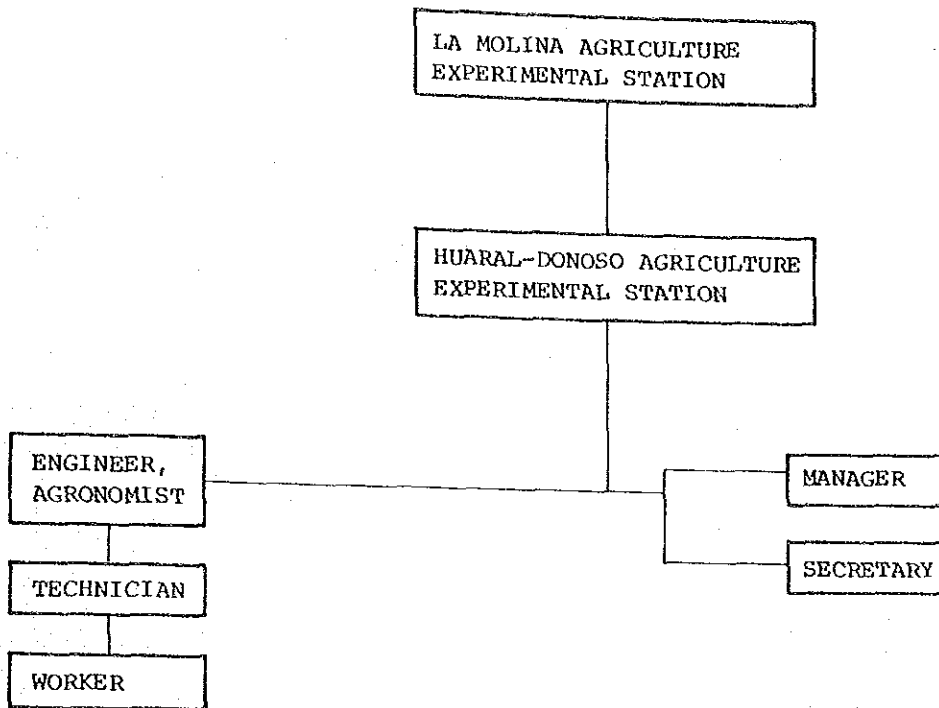 LA MOLINA AGRICULTURE
EXPERIMENTAL STATION
HUARAL-DONOSO AGRICULTURE
EXPERIMENTAL STATION
ENGINEER,
AGRONOMIST
MANAGER
SECRETARY
TECHNICIAN
WORKER